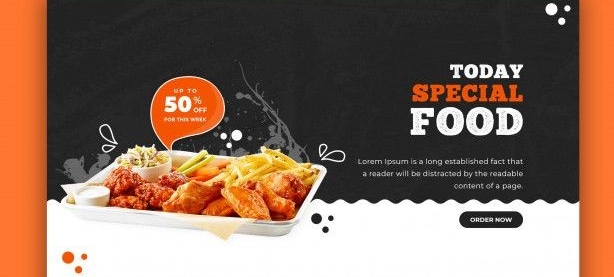 UP TO
50% OFF
FOR THIS WEEK
TODAY
SPECIAL
FOOD
Lorem Ipsum is a long established fact that
a reader will be distracted by the readable
content of a page.
ORDER NOW